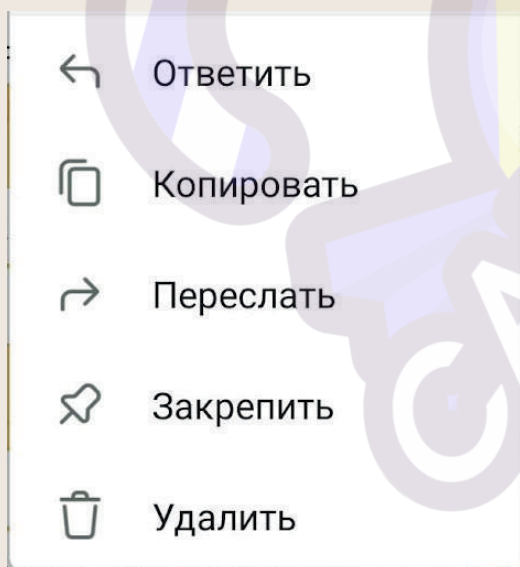 Ответить
Копировать
Переслать
Закрепить
Удалить